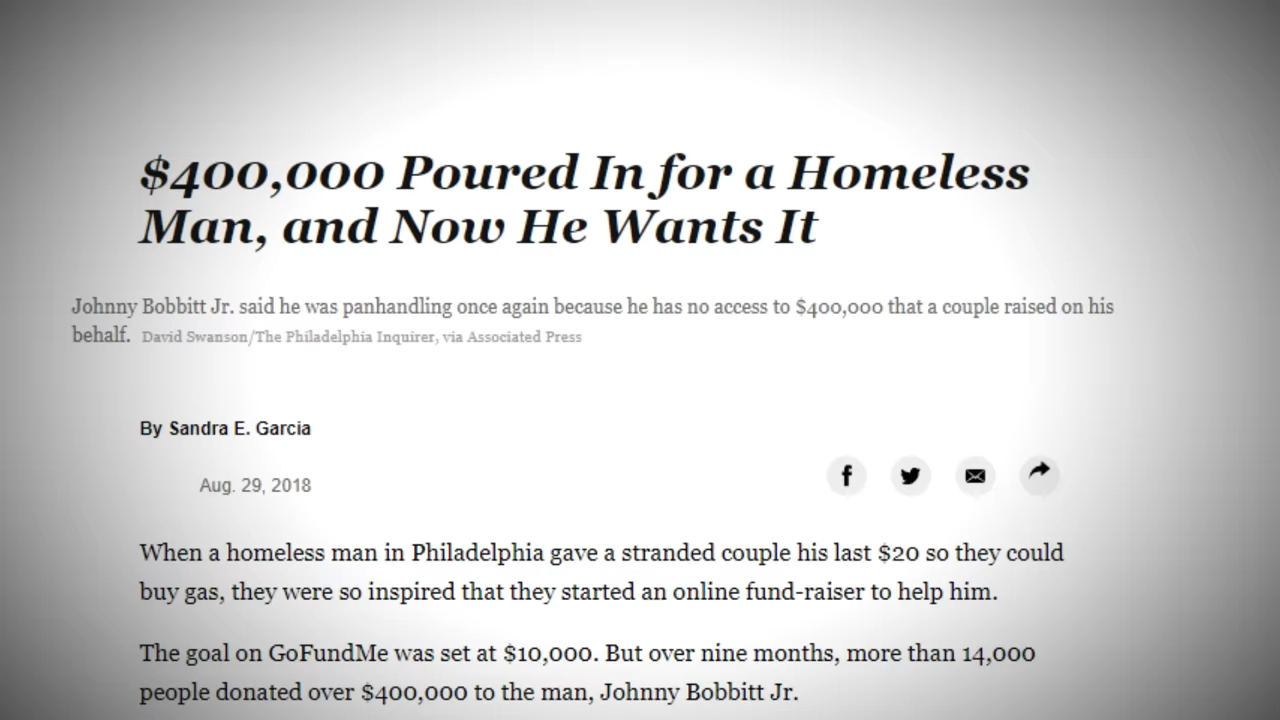 $400,000 Poured In for a Homeless
Man, and Now He Wants It
Johnny Bobbitt Jr. said he was panhandling once again because he has no access to $400,000 that a couple raised on his
behalf. David Swanson/The Philadelphia Inquirer, via Associated Press
By Sandra E. Garcia
Aug. 29, 2018
When a homeless man in Philadelphia gave a stranded couple his last $20 so they could
buy gas, they were so inspired that they started an online fund-raiser to help him.
The goal on GoFundMe was set at $10,000. But over nine months, more than 14,000
people donated over $400,000 to the man, Johnny Bobbitt Jr.